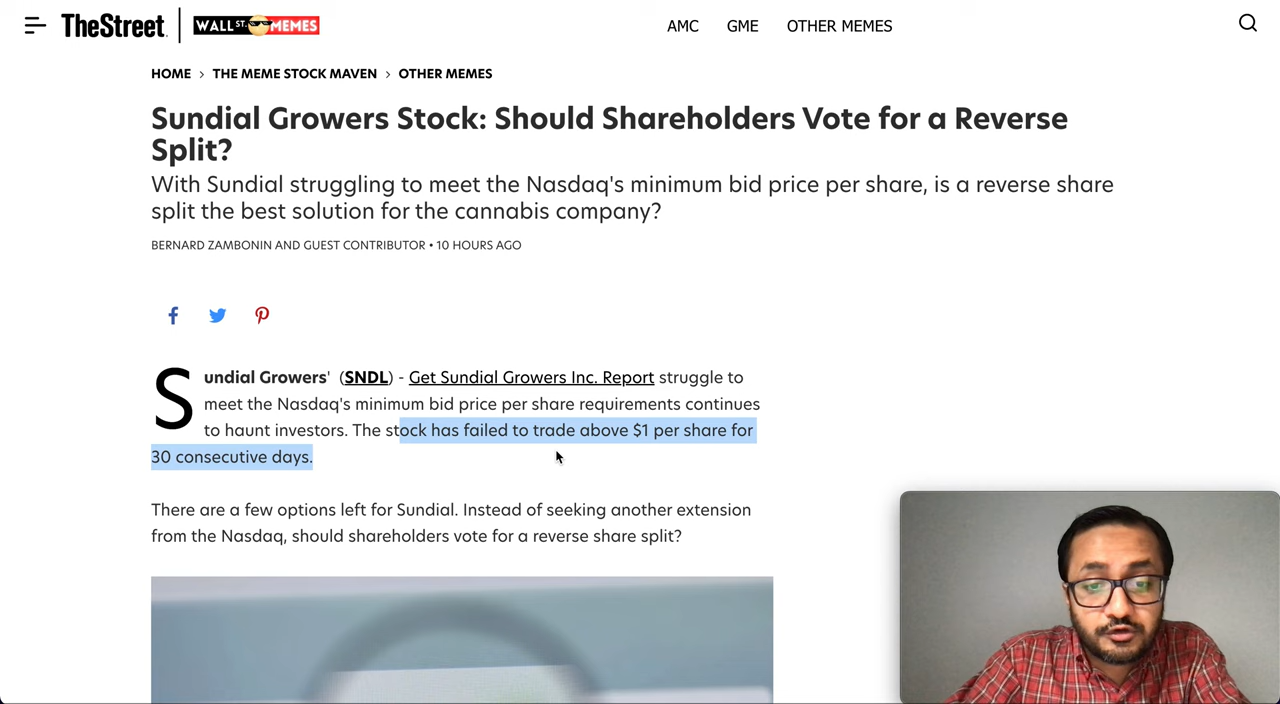 TheStreet WALL ST. MEMES AMC GME OTHER MEMES
HOME > THE MEME STOCK MAVEN > OTHER MEMES
Sundial Growers Stock: Should Shareholders Vote for a Reverse
Split?
With Sundial struggling to meet the Nasdaq's minimum bid price per share, is a reverse share
split the best solution for the cannabis company?
BERNARD ZAMBONIN AND GUEST CONTRIBUTOR • 10 HOURS AGO
Sundial Growers' (SNDL) - Get Sundial Growers Inc. Report struggle to
meet the Nasdaq's minimum bid price per share requirements continues
to haunt investors. The stock has failed to trade above $1 per share for
30 consecutive days.
There are a few options left for Sundial. Instead of seeking another extension
from the Nasdaq, should shareholders vote for a reverse share split?